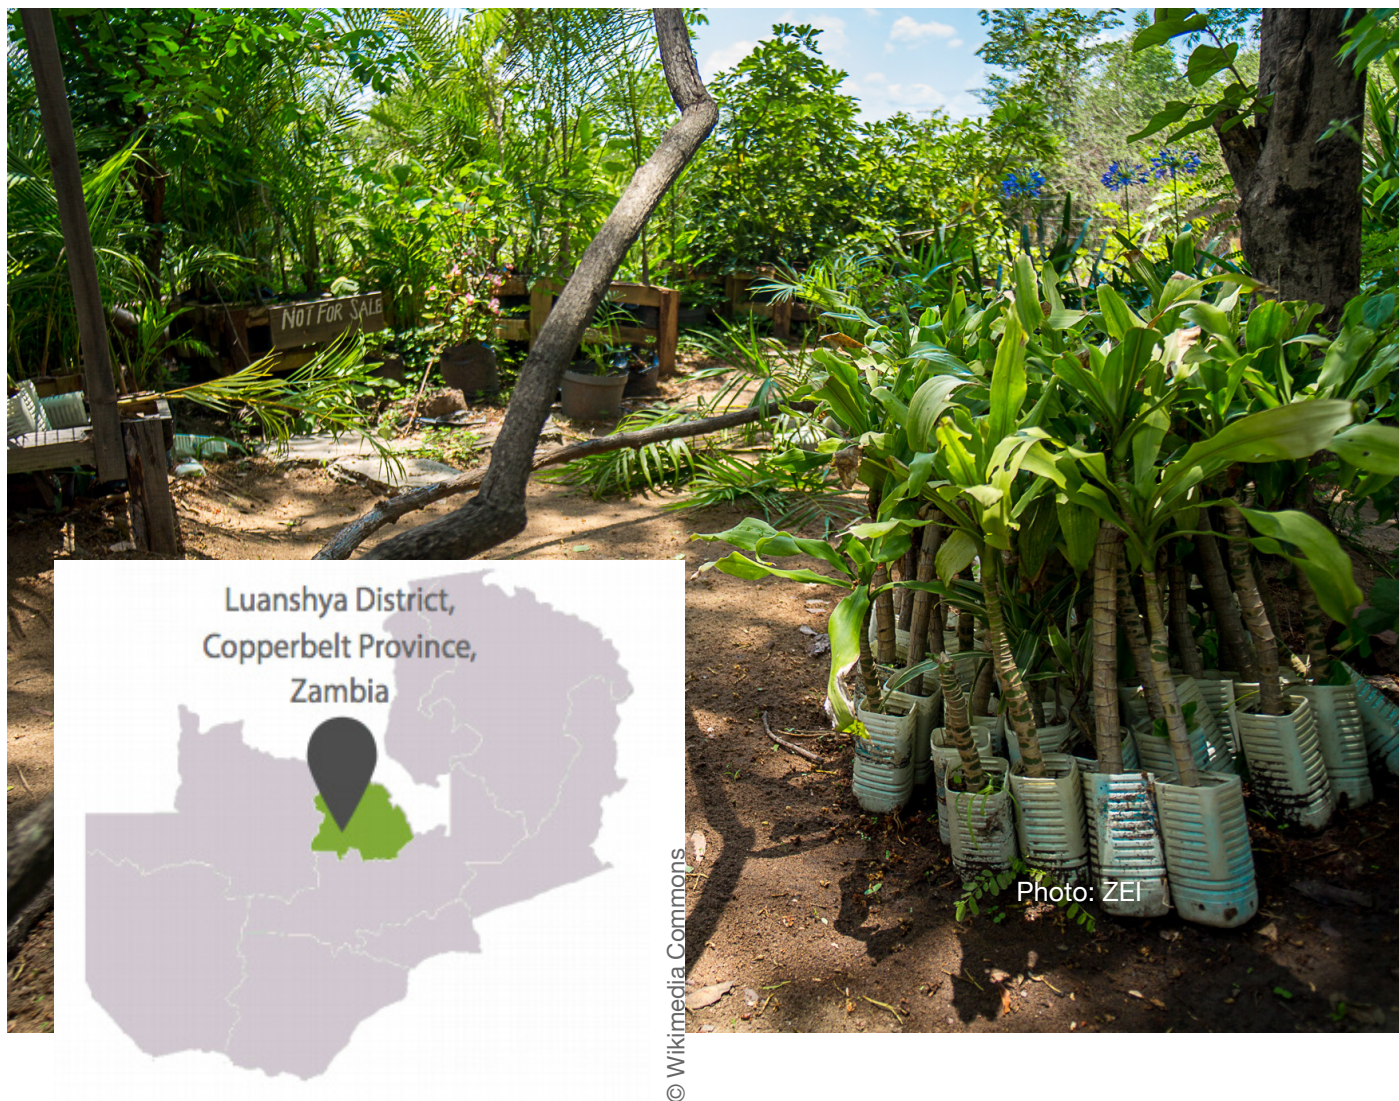 NOT FOR SALE
Luanshya District,
Copperbelt Province,
Zambia
Photo: ZEI
© Wikimedia Commons